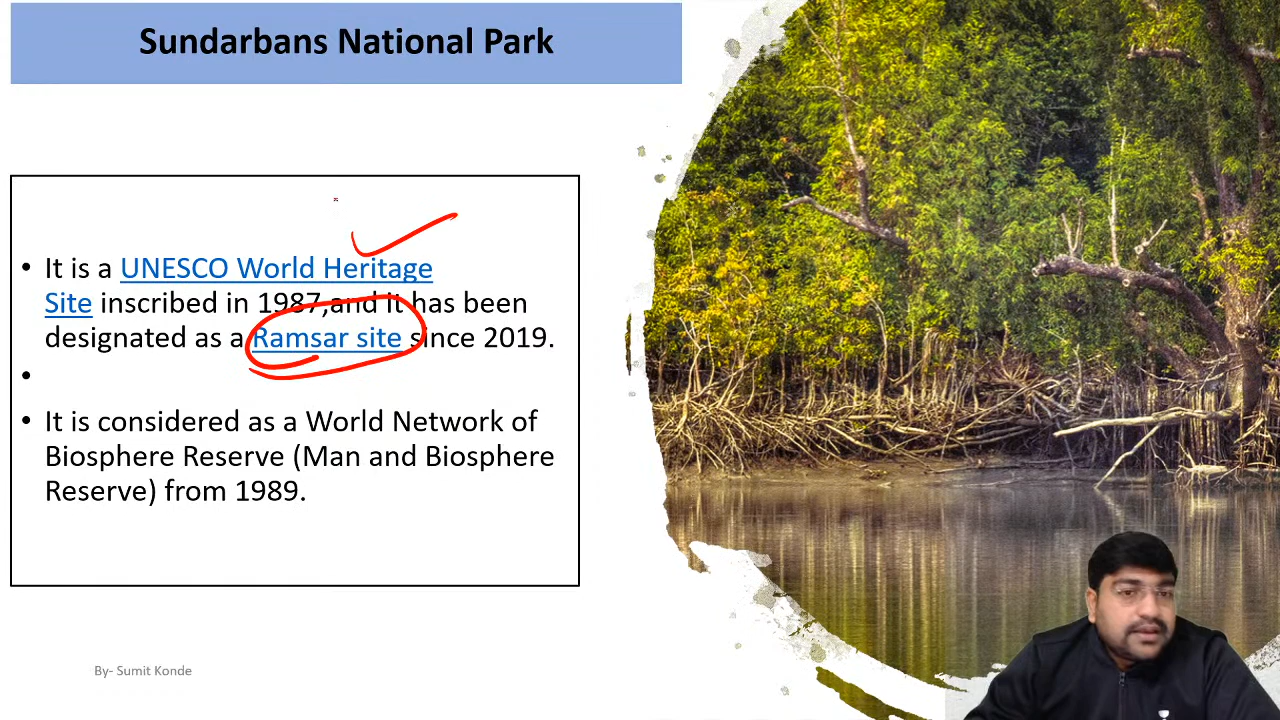 Sundarbans National Park
• It is a UNESCO World Heritage
Site inscribed in 1987,and it has been
designated as a Ramsar site since 2019.
•
• It is considered as a World Network of
Biosphere Reserve (Man and Biosphere
Reserve) from 1989.
By- Sumit Konde